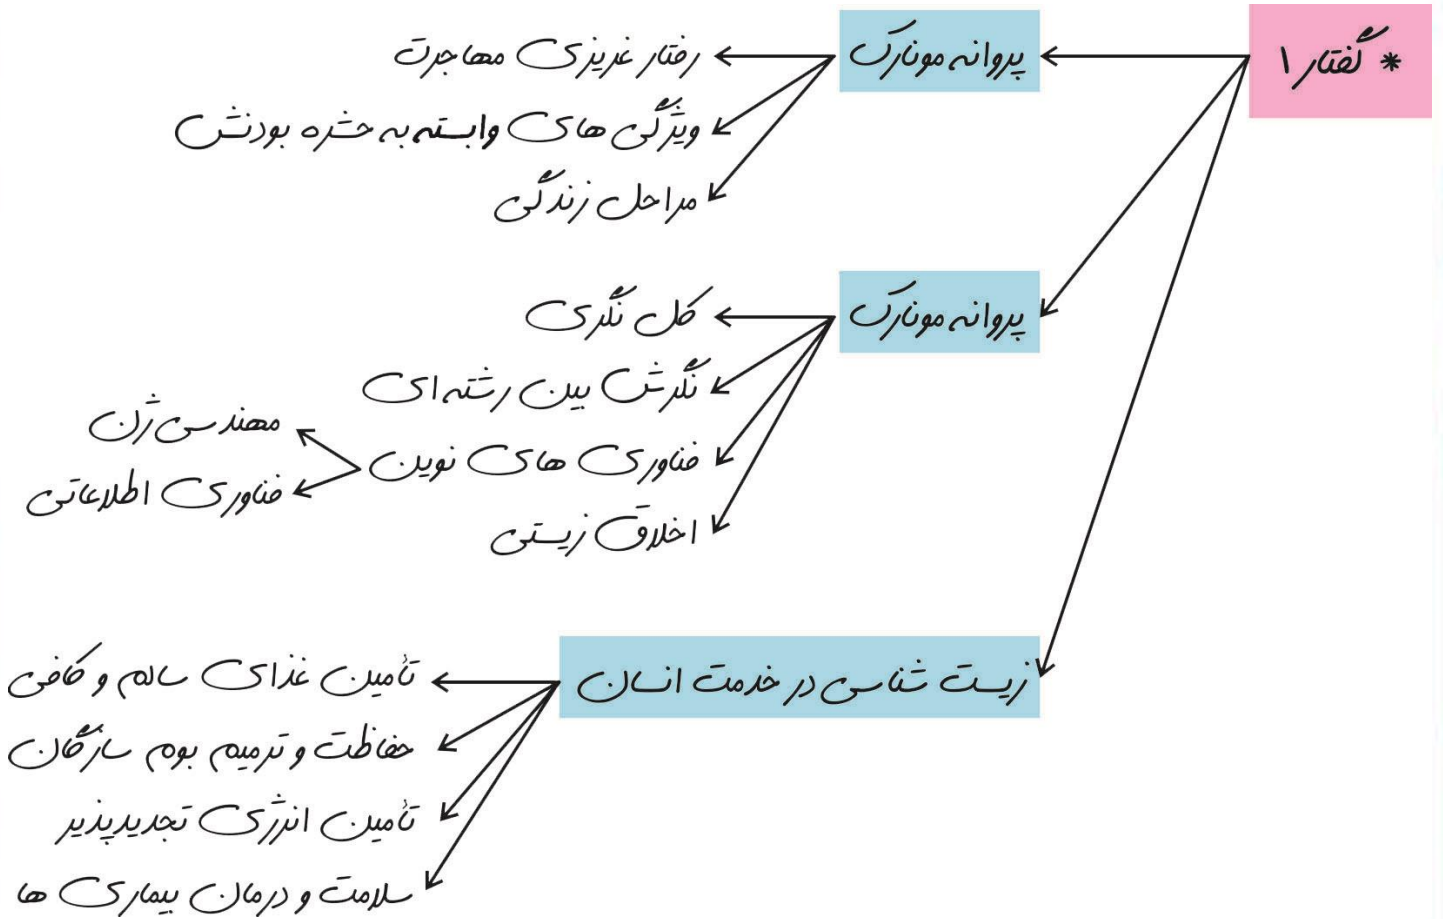 * گفتار ۱
پروانه مونارک
رفتار غریزی مهاجرت
ویژگی های وابسته به حشره بودنش
مراحل زندگی
پروانه مونارک
کل نگری
نگرش بین رشته ای
فناوری های نوین
مهندسی ژن
فناوری اطلاعاتی
اخلاق زیستی
زیست شناسی در خدمت انسان
تأمین غذای سالم و کافی
حفاظت و ترمیم بوم سازگان
تأمین انرژی تجدیدپذیر
سلامت و درمان بیماری ها